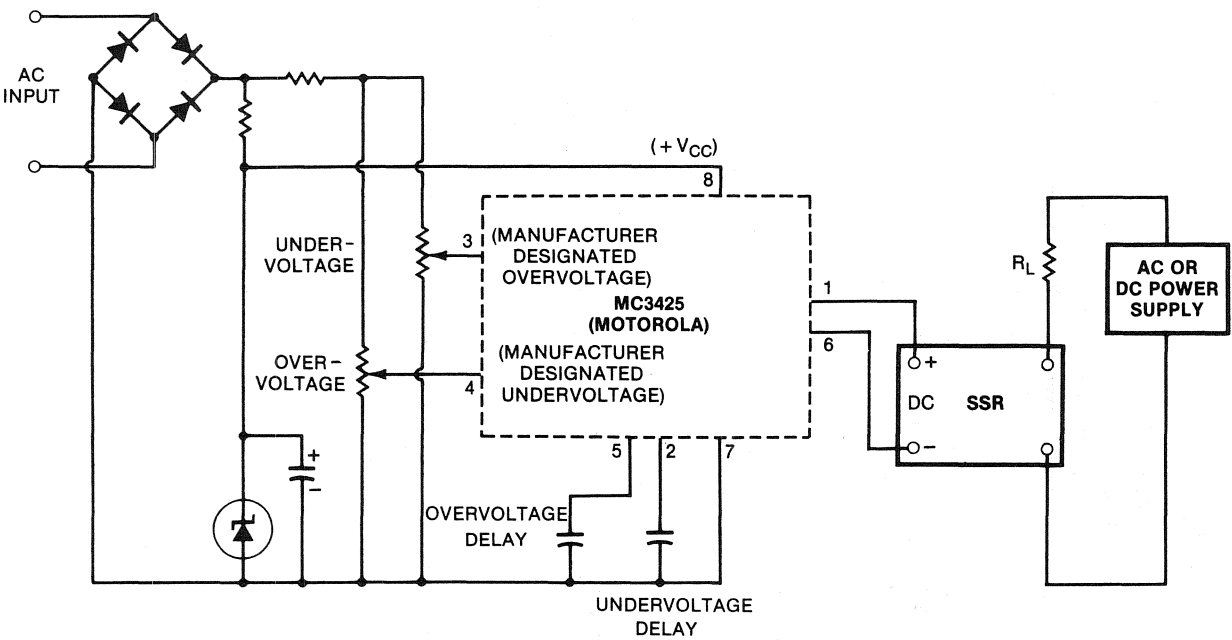 AC
INPUT
(+ VCC)
8
UNDER-
VOLTAGE
3
(MANUFACTURER
DESIGNATED
OVERVOLTAGE)
MC3425
(MOTOROLA)
1
6
OVER-
VOLTAGE
4
(MANUFACTURER
DESIGNATED
UNDERVOLTAGE)
5
2
7
+
-
OVERVOLTAGE
DELAY
UNDERVOLTAGE
DELAY
RL
AC OR
DC POWER
SUPPLY
+
DC
SSR
-